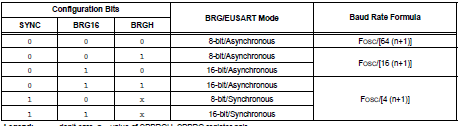 Configuration Bits BRG/EUSART Mode Baud Rate Formula
SYNC BRG16 BRGH
0 0 0 8-bit/Asynchronous FOSC/[64 (n+1)]
0 0 1 8-bit/Asynchronous FOSC/[16 (n+1)]
0 1 0 16-bit/Asynchronous
0 1 1 16-bit/Asynchronous FOSC/[4 (n+1)]
1 0 x 8-bit/Synchronous
1 1 x 16-bit/Synchronous